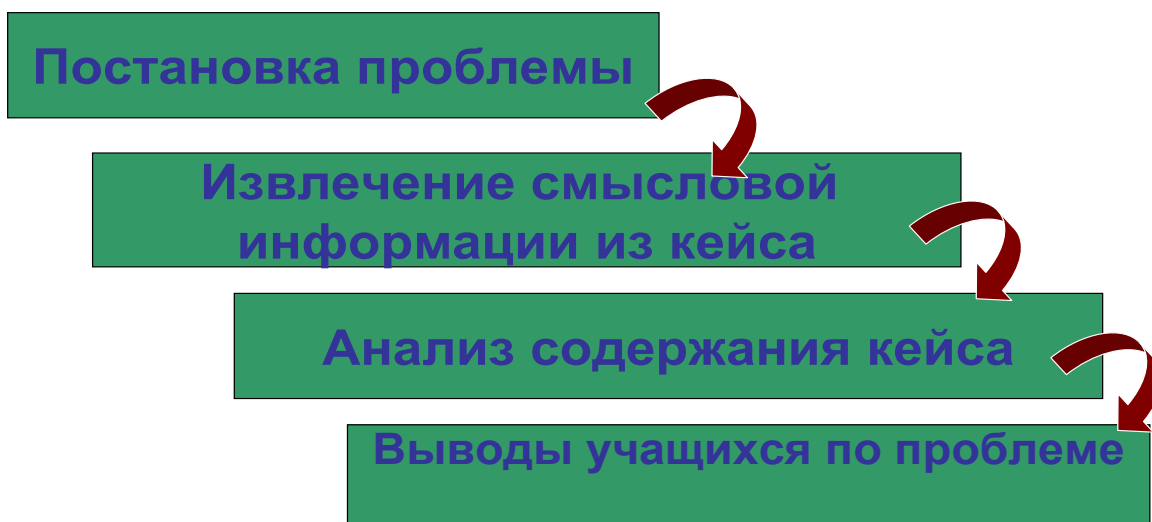 Постановка проблемы
Извлечение смысловой
информации из кейса
Анализ содержания кейса
Выводы учащихся по проблеме